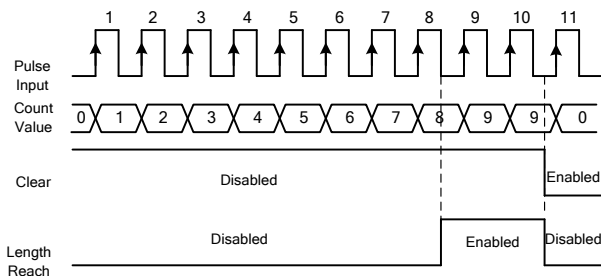 1 2 3 4 5 6 7 8 9 10 11
Pulse
Input
Count
Value
0 1 2 3 4 5 6 7 8 9 9 0
Clear
Disabled
Enabled
Length
Reach
Disabled
Enabled
Disabled